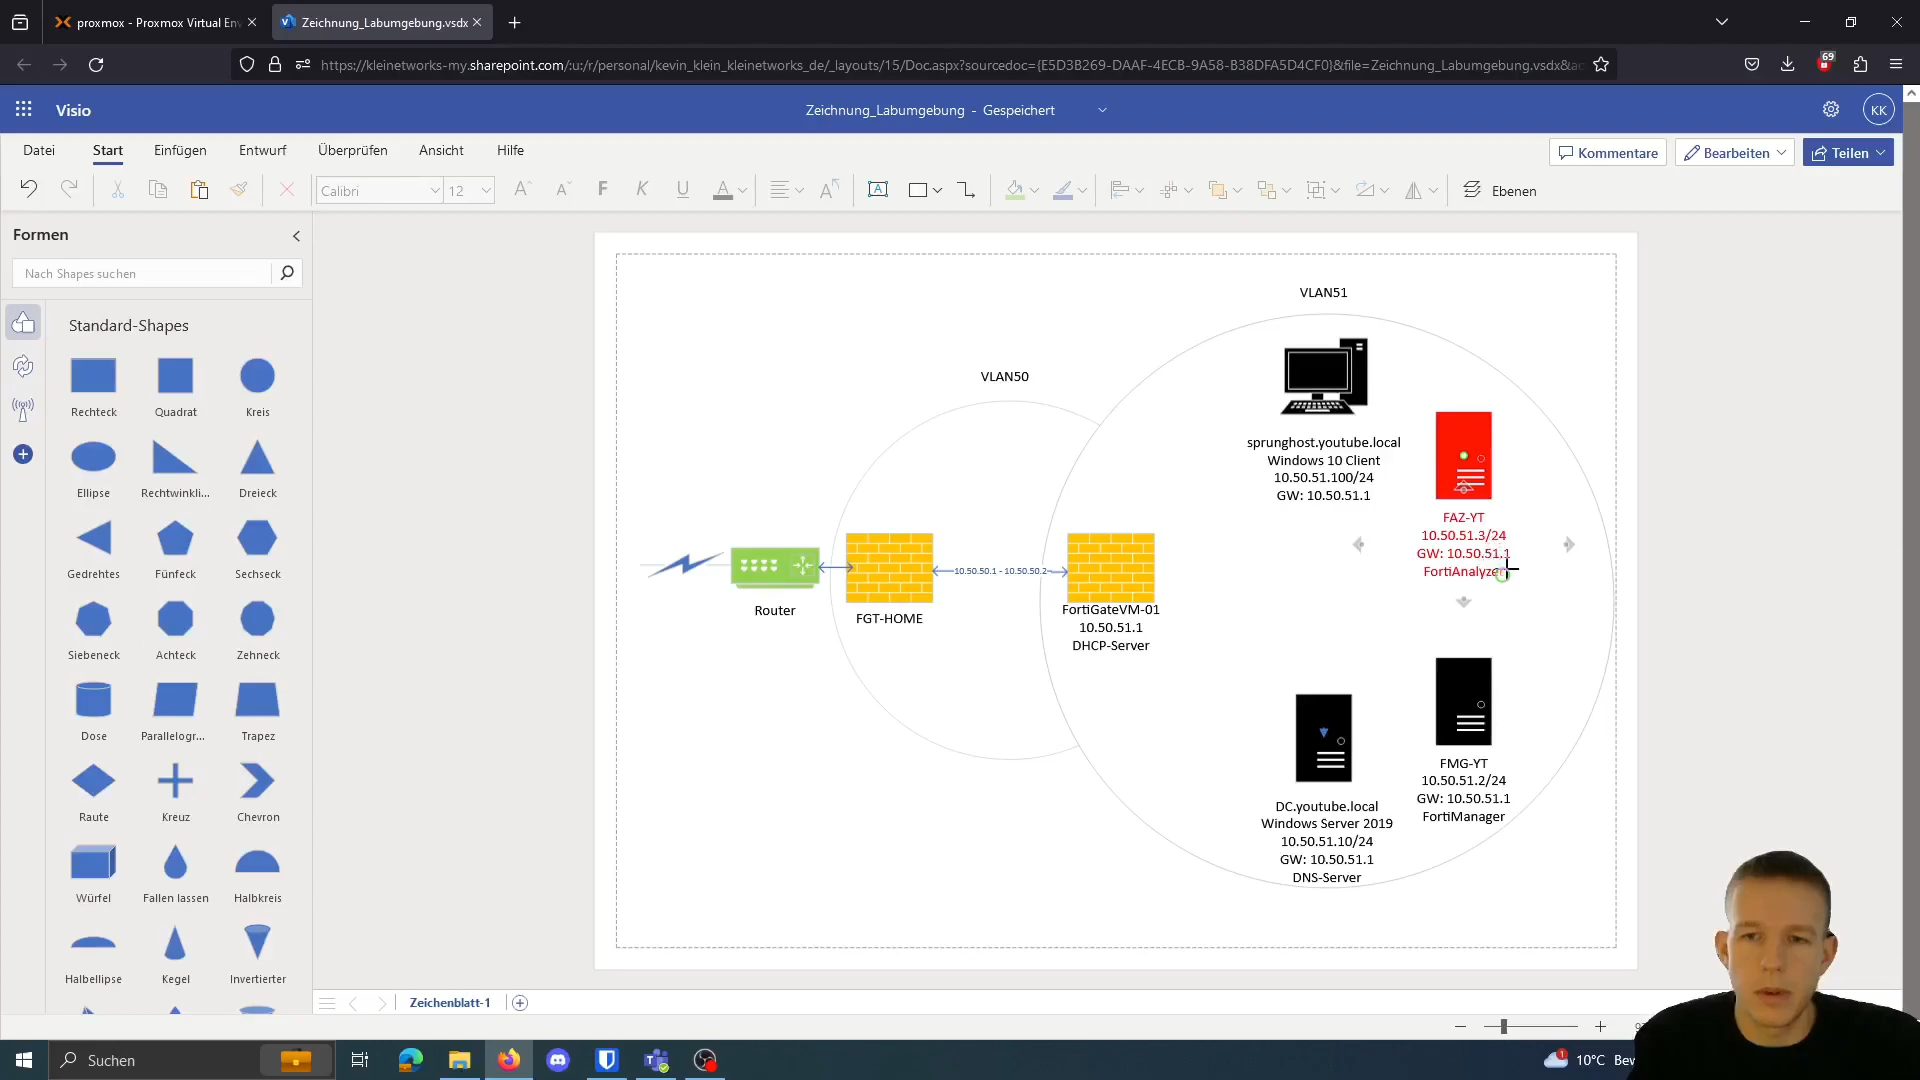 proxmox - Proxmox Virtual Env
Zeichnung_Labumgebung.vsdx
https://kleinetworks-my.sharepoint.com/:u:/r/personal/kevin_klein_kleinetworks_de/_layouts/15/Doc.aspx?sourcedoc={E5D3B269-DAAF-4ECB-9A58-B38DFA5D4CF0}&file=Zeichnung_Labumgebung.vsdx&ac
69
Visio
Zeichnung_Labumgebung - Gespeichert
KK
Datei
Start
Einfügen
Entwurf
Überprüfen
Ansicht
Hilfe
Kommentare
Bearbeiten
Teilen
Calibri
12
F
K
U
Ebenen
Formen
Nach Shapes suchen
Standard-Shapes
Rechteck
Quadrat
Kreis
Ellipse
Rechtwinkli...
Dreieck
Gedrehtes
Fünfeck
Sechseck
Siebeneck
Achteck
Zehneck
Dose
Parallelogr...
Trapez
Raute
Kreuz
Chevron
Würfel
Fallen lassen
Halbkreis
Halbellipse
Kegel
Invertierter
VLAN51
VLAN50
sprunghost.youtube.local
Windows 10 Client
10.50.51.100/24
GW: 10.50.51.1
FAZ-YT
10.50.51.3/24
GW: 10.50.51.1
FortiAnalyzer
Router
FGT-HOME
10.50.50.1 - 10.50.50.2
FortiGateVM-01
10.50.51.1
DHCP-Server
DC.youtube.local
Windows Server 2019
10.50.51.10/24
GW: 10.50.51.1
DNS-Server
FMG-YT
10.50.51.2/24
GW: 10.50.51.1
FortiManager
Zeichenblatt-1
Suchen
1
10°C Bew